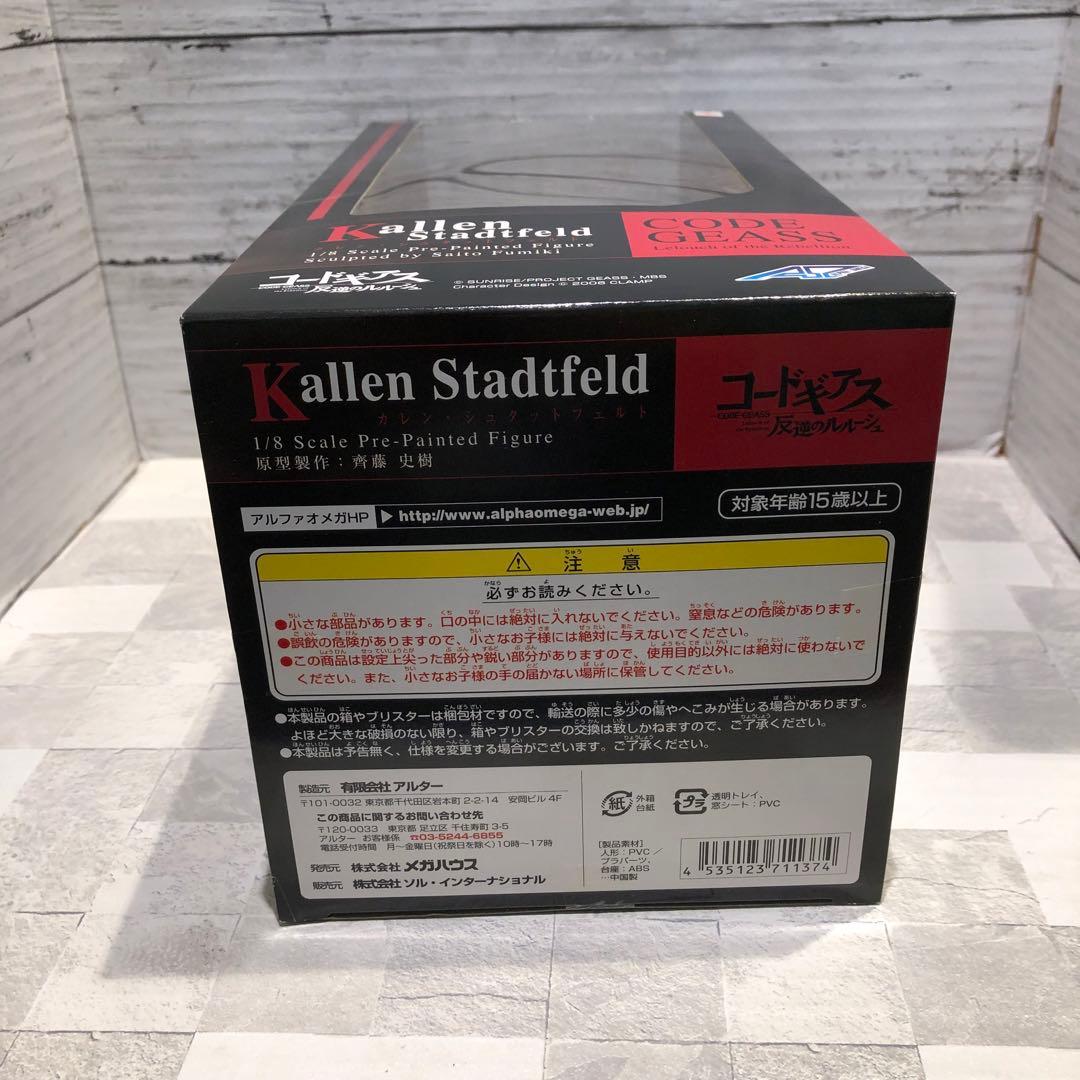 Kallen
Stadtfeld
1/8 Scale Pre-Painted Figure
Sculpted by Saito Fumiki
CODE
GEASS
Lelouch of the Rebellion
コードギアス
CODE GEASS
反逆のルルーシュ
© SUNRISE/PROJECT GEASS・MBS
Character Design © 2006 CLAMP
Kallen Stadtfeld
カレン・シュタットフェルト
1/8 Scale Pre-Painted Figure
原型製作：齊藤 史樹
コードギアス
CODE GEASS
Lelouch of
the Rebellion
反逆のルルーシュ
アルファオメガHP ▶ http://www.alphaomega-web.jp/
対象年齢15歳以上
⚠ 注意
必ずお読みください。
●小さな部品があります。口の中には絶対に入れないでください。窒息などの危険があります。
●誤飲の危険がありますので、小さなお子様には絶対に与えないでください。
●この商品は設定上尖った部分や鋭い部分がありますので、使用目的以外には絶対に使わないで
ください。また、小さなお子様の手の届かない場所に保管してください。
●本製品の箱やブリスターは梱包材ですので、輸送の際に多少の傷やへこみが生じる場合があります。
よほど大きな破損のない限り、箱やブリスターの交換は致しかねますので、ご了承ください。
●本製品は予告無く、仕様を変更する場合がございます。ご了承ください。
製造元 有限会社アルター
〒101-0032 東京都千代田区岩本町2-2-14 安岡ビル4F
この商品に関するお問い合わせ先
〒120-0033 東京都 足立区 千住寿町3-5
アルター お客様係 ☎03-5244-6855
電話受付時間 月～金曜日(祝祭日を除く)10時～17時
発売元 株式会社メガハウス
販売元 株式会社ソル・インターナショナル
紙 外箱
台紙
プラ 透明トレイ、
窓シート：PVC
[製品素材]
人形：PVC／
プラパーツ、
台座：ABS
…中国製
4 535123 711374